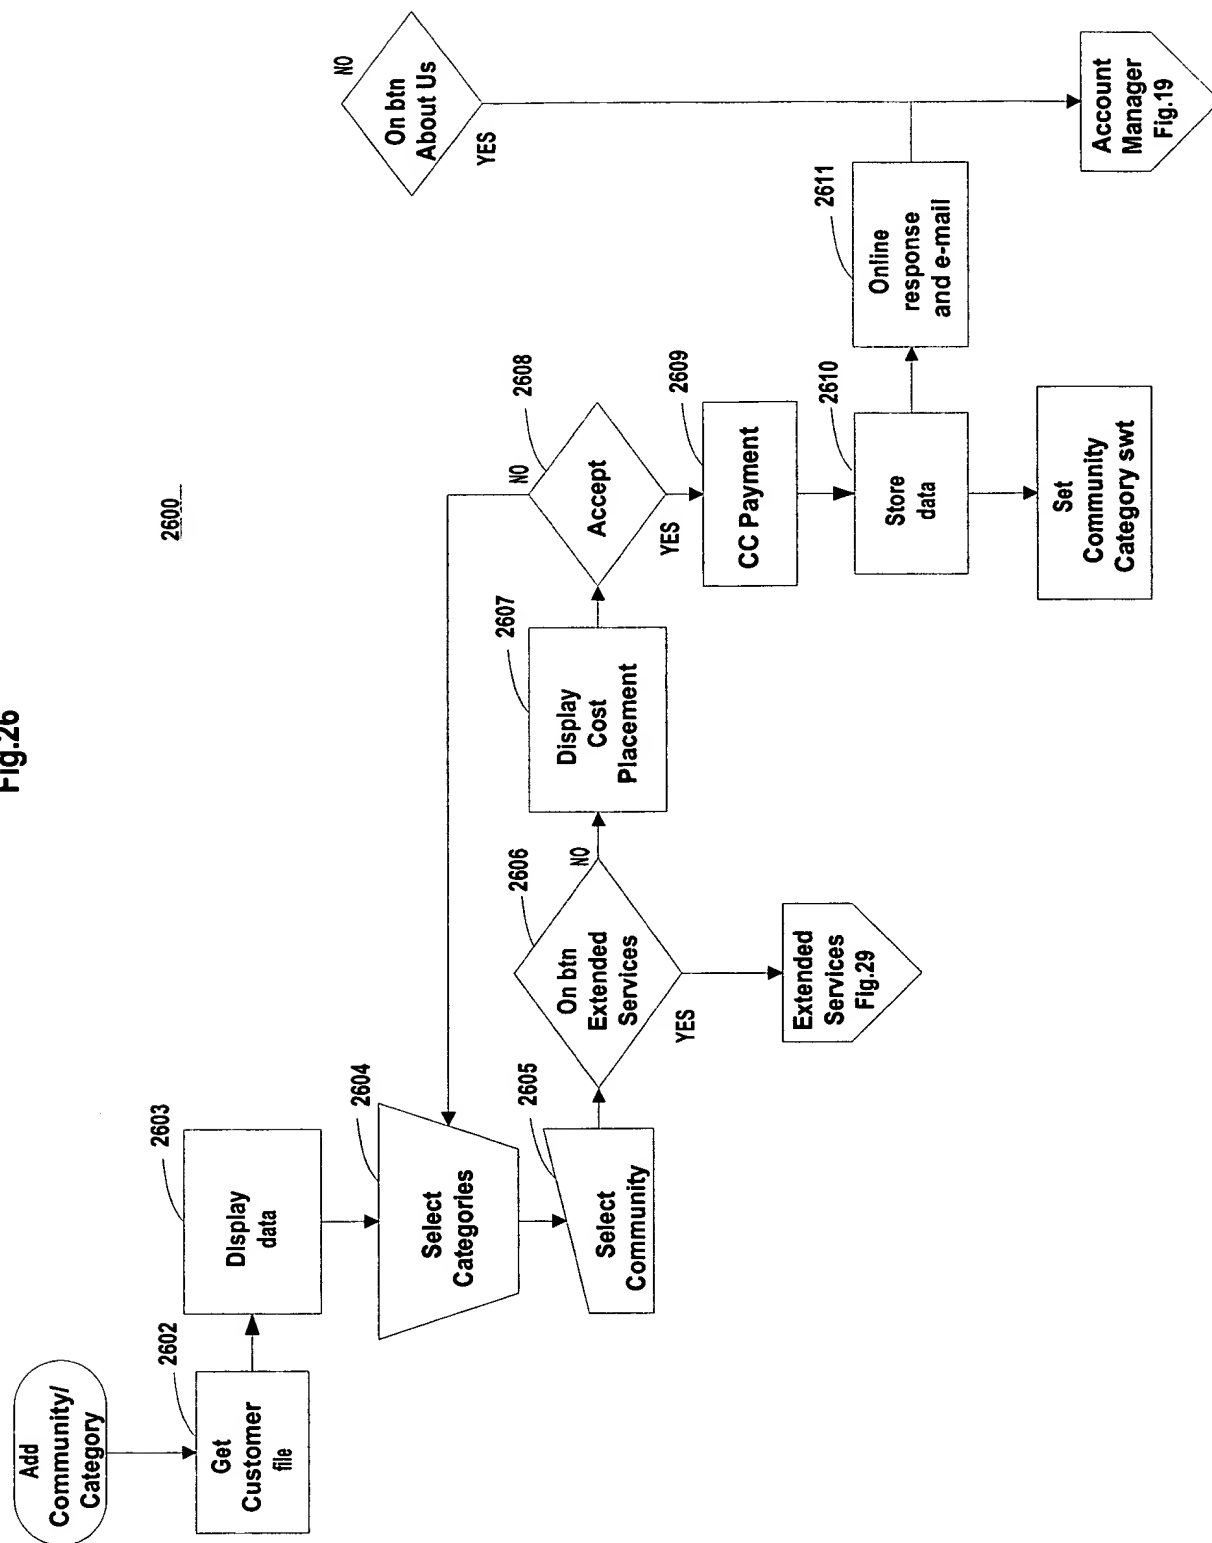 Fig.26
2600
Add
Community/
Category
2602
Get
Customer
file
2603
DIsplay
data
2604
Select
Categories
2605
Select
Community
2606
On btn
Extended
Services
NO
YES
Extended
Services
Fig.29
2607
Display
Cost
Placement
2608
Accept
NO
YES
2609
CC Payment
2610
Store
data
Set
Community
Category swt
2611
Online
response
and e-mail
On btn
About Us
NO
YES
Account
Manager
Fig.19